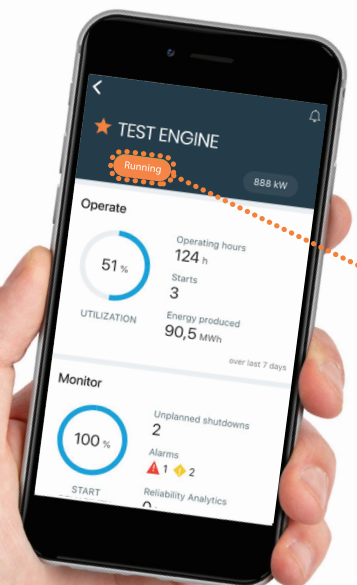 TEST ENGINE
Running
888 kW
Operate
51 %
UTILIZATION
Operating hours
124 h
Starts
3
Energy produced
90,5 MWh
over last 7 days
Monitor
100 %
START
Unplanned shutdowns
2
Alarms
1 2
Reliability Analytics